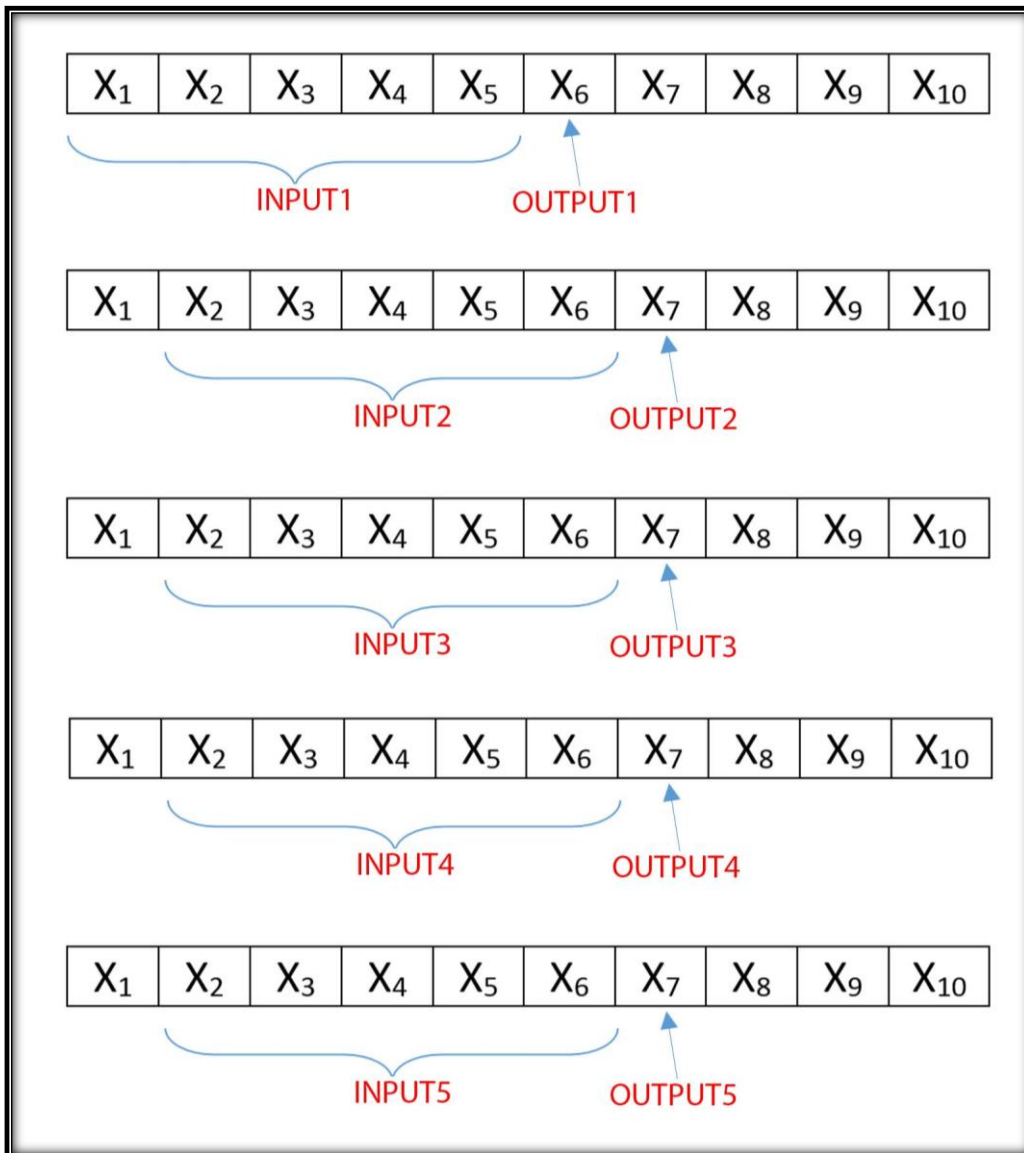 X₁ X₂ X₃ X₄ X₅ X₆ X₇ X₈ X₉ X₁₀
INPUT1 OUTPUT1
X₁ X₂ X₃ X₄ X₅ X₆ X₇ X₈ X₉ X₁₀
INPUT2 OUTPUT2
X₁ X₂ X₃ X₄ X₅ X₆ X₇ X₈ X₉ X₁₀
INPUT3 OUTPUT3
X₁ X₂ X₃ X₄ X₅ X₆ X₇ X₈ X₉ X₁₀
INPUT4 OUTPUT4
X₁ X₂ X₃ X₄ X₅ X₆ X₇ X₈ X₉ X₁₀
INPUT5 OUTPUT5